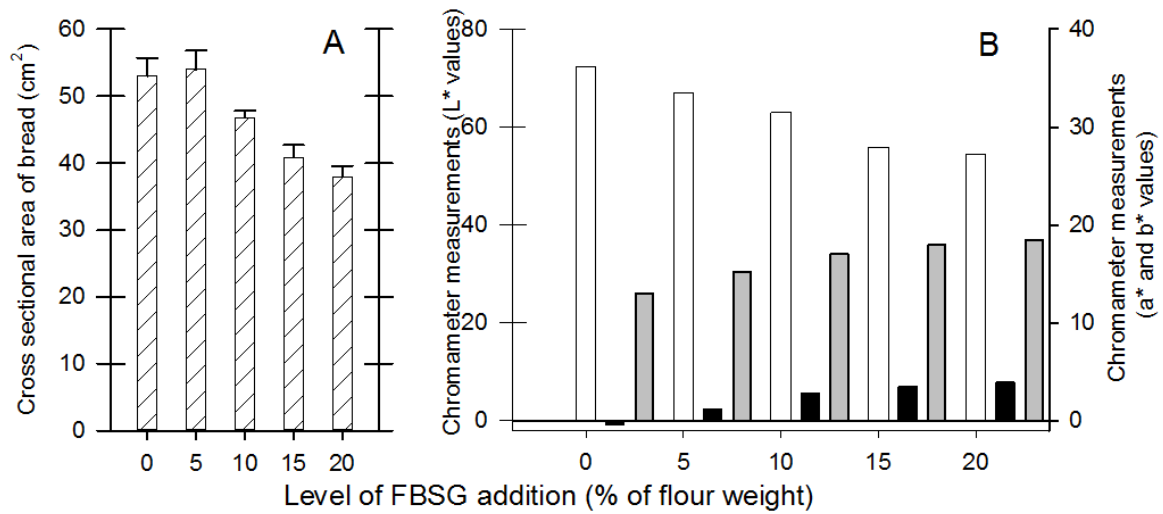 A
Cross sectional area of bread (cm²)
60
50
40
30
20
10
0
0 5 10 15 20
B
Chromameter measurements (L* values)
80
60
40
20
0
0 5 10 15 20
40
30
20
10
0
Chromameter measurements
(a* and b* values)
Level of FBSG addition (% of flour weight)